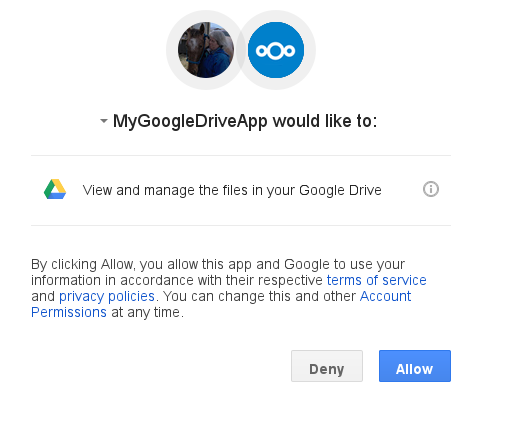 MyGoogleDriveApp would like to:
View and manage the files in your Google Drive
By clicking Allow, you allow this app and Google to use your
information in accordance with their respective terms of service
and privacy policies. You can change this and other Account
Permissions at any time.
Deny Allow